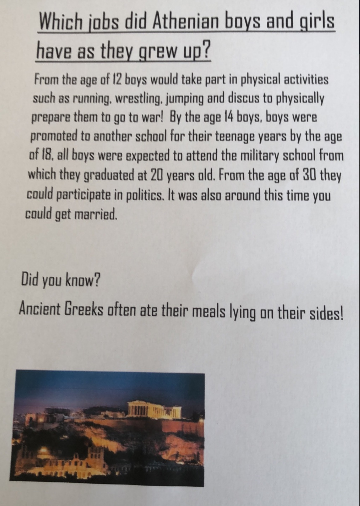 Which jobs did Athenian boys and girls
have as they grew up?
From the age of 12 boys would take part in physical activities
such as running, wrestling, jumping and discus to physically
prepare them to go to war! By the age 14 boys, boys were
promoted to another school for their teenage years by the age
of 18, all boys were expected to attend the military school from
which they graduated at 20 years old. From the age of 30 they
could participate in politics. It was also around this time you
could get married.
Did you know?
Ancient Greeks often ate their meals lying on their sides!